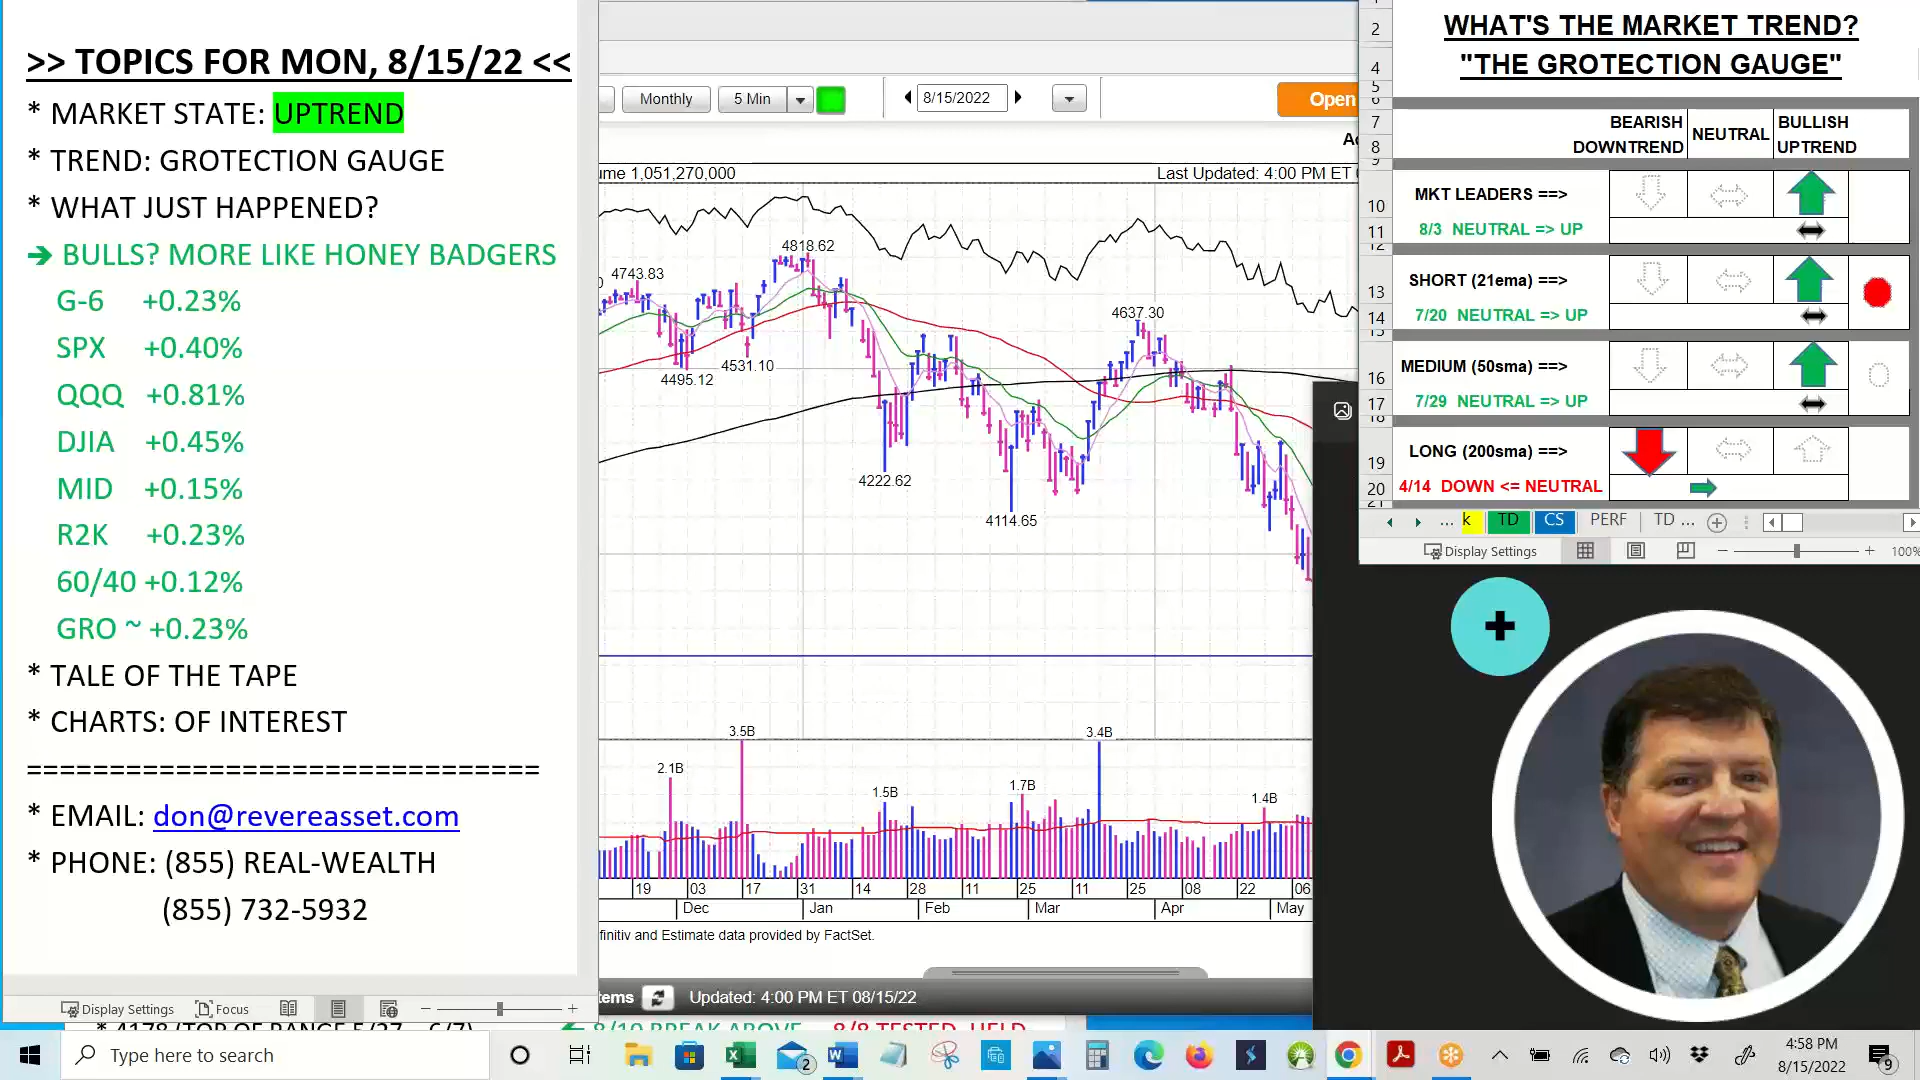 >> TOPICS FOR MON, 8/15/22 <<
* MARKET STATE: UPTREND
* TREND: GROTECTION GAUGE
* WHAT JUST HAPPENED?
➔ BULLS? MORE LIKE HONEY BADGERS
G-6 +0.23%
SPX +0.40%
QQQ +0.81%
DJIA +0.45%
MID +0.15%
R2K +0.23%
60/40 +0.12%
GRO ~ +0.23%
* TALE OF THE TAPE
* CHARTS: OF INTEREST
===============================
* EMAIL: don@revereasset.com
* PHONE: (855) REAL-WEALTH
(855) 732-5932
Display Settings
Focus
Monthly
5 Min
8/15/2022
Open
ume 1,051,270,000
Last Updated: 4:00 PM ET
4743.83
4818.62
4495.12
4531.10
4222.62
4114.65
4637.30
2.1B
3.5B
1.5B
1.7B
3.4B
1.4B
19 03 17 31 14 28 11 25 11 25 08 22 06
Dec Jan Feb Mar Apr May
finitiv and Estimate data provided by FactSet.
tems Updated: 4:00 PM ET 08/15/22
WHAT'S THE MARKET TREND?
"THE GROTECTION GAUGE"
BEARISH DOWNTREND
NEUTRAL
BULLISH UPTREND
MKT LEADERS ==>
8/3 NEUTRAL => UP
SHORT (21ema) ==>
7/20 NEUTRAL => UP
MEDIUM (50sma) ==>
7/29 NEUTRAL => UP
LONG (200sma) ==>
4/14 DOWN <= NEUTRAL
2
4
5
6
7
8
9
10
11
12
13
14
15
16
17
18
19
20
21
... k TD CS PERF TD ...
Display Settings
100%
Type here to search
2
4:58 PM
8/15/2022
9